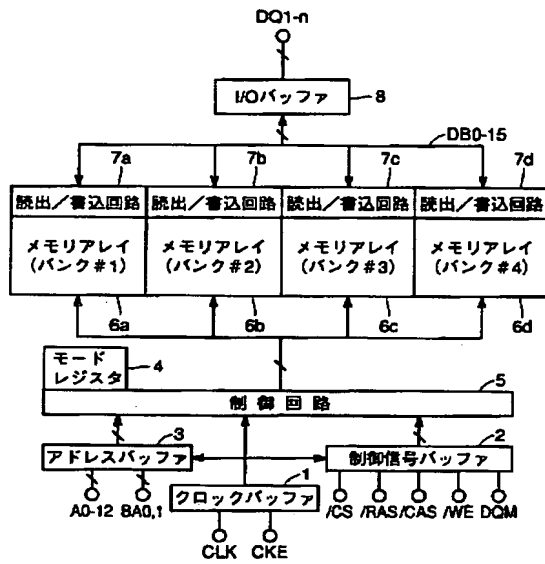 DQ1-n
I/Oバッファ
8
DB0-15
7a
7b
7c
7d
読出/書込回路
読出/書込回路
読出/書込回路
読出/書込回路
メモリアレイ
(バンク#1)
メモリアレイ
(バンク#2)
メモリアレイ
(バンク#3)
メモリアレイ
(バンク#4)
6a
6b
6c
6d
モード
レジスタ
4
5
制御回路
3
2
アドレスバッファ
制御信号バッファ
1
クロックバッファ
A0-12
BA0,1
/CS
/RAS
/CAS
/WE
DQM
CLK
CKE